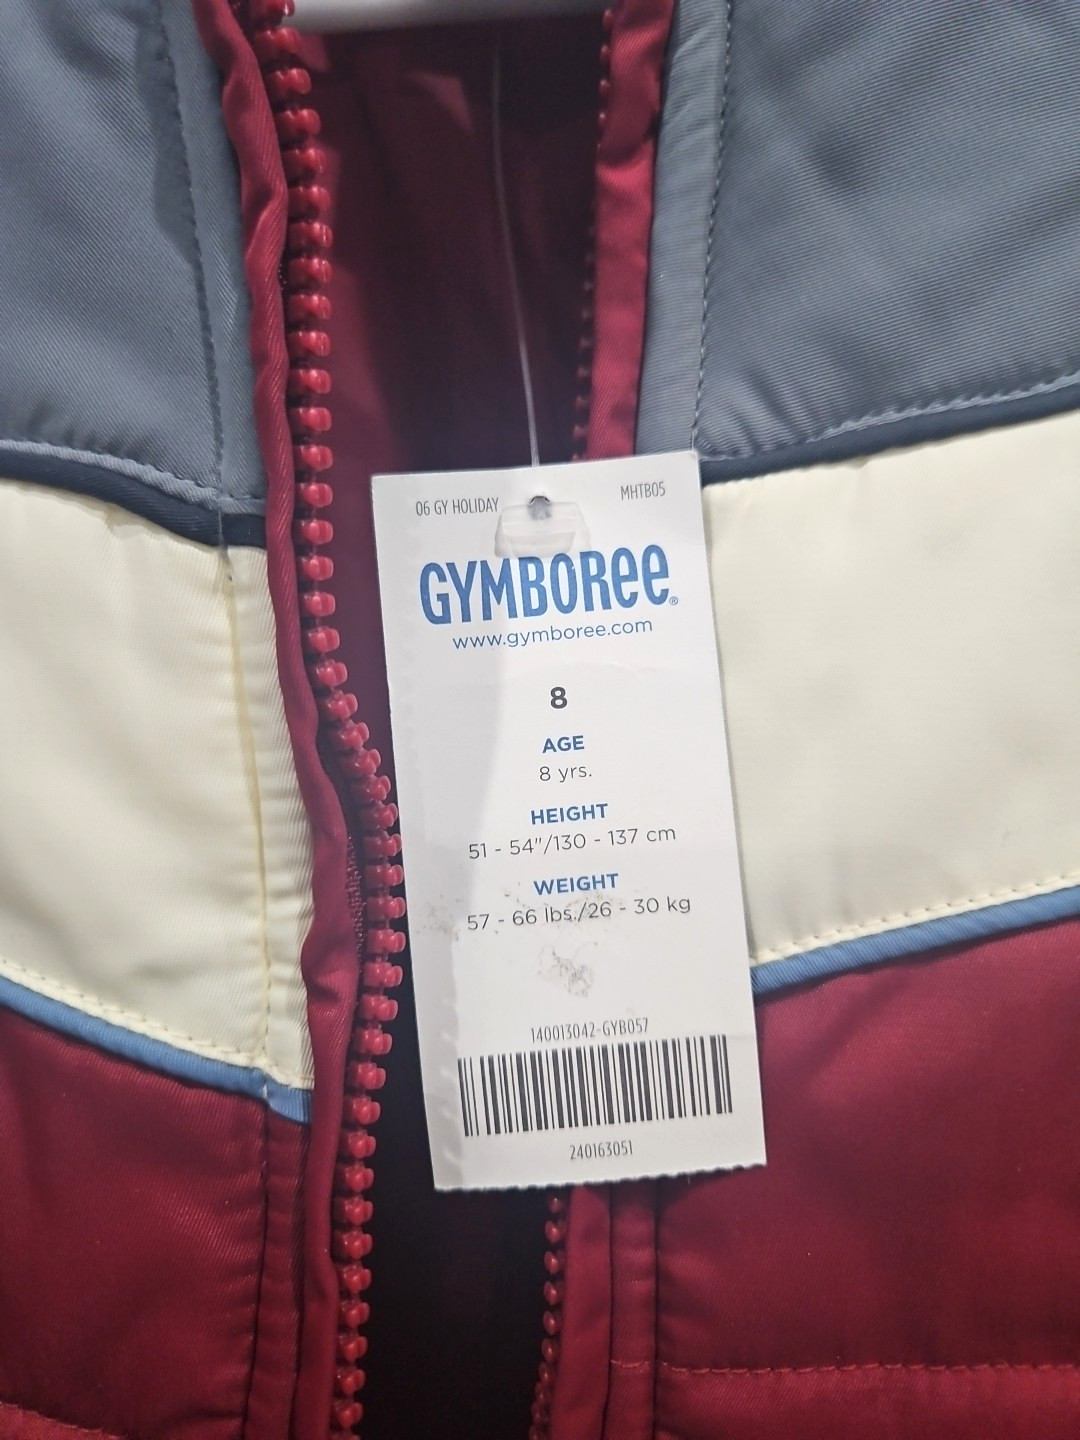 06 GY HOLIDAY MHTB05
GYMBOREE®
www.gymboree.com
8
AGE
8 yrs.
HEIGHT
51 - 54"/130 - 137 cm
WEIGHT
57 - 66 lbs./26 - 30 kg
140013042-GYB057
240163051